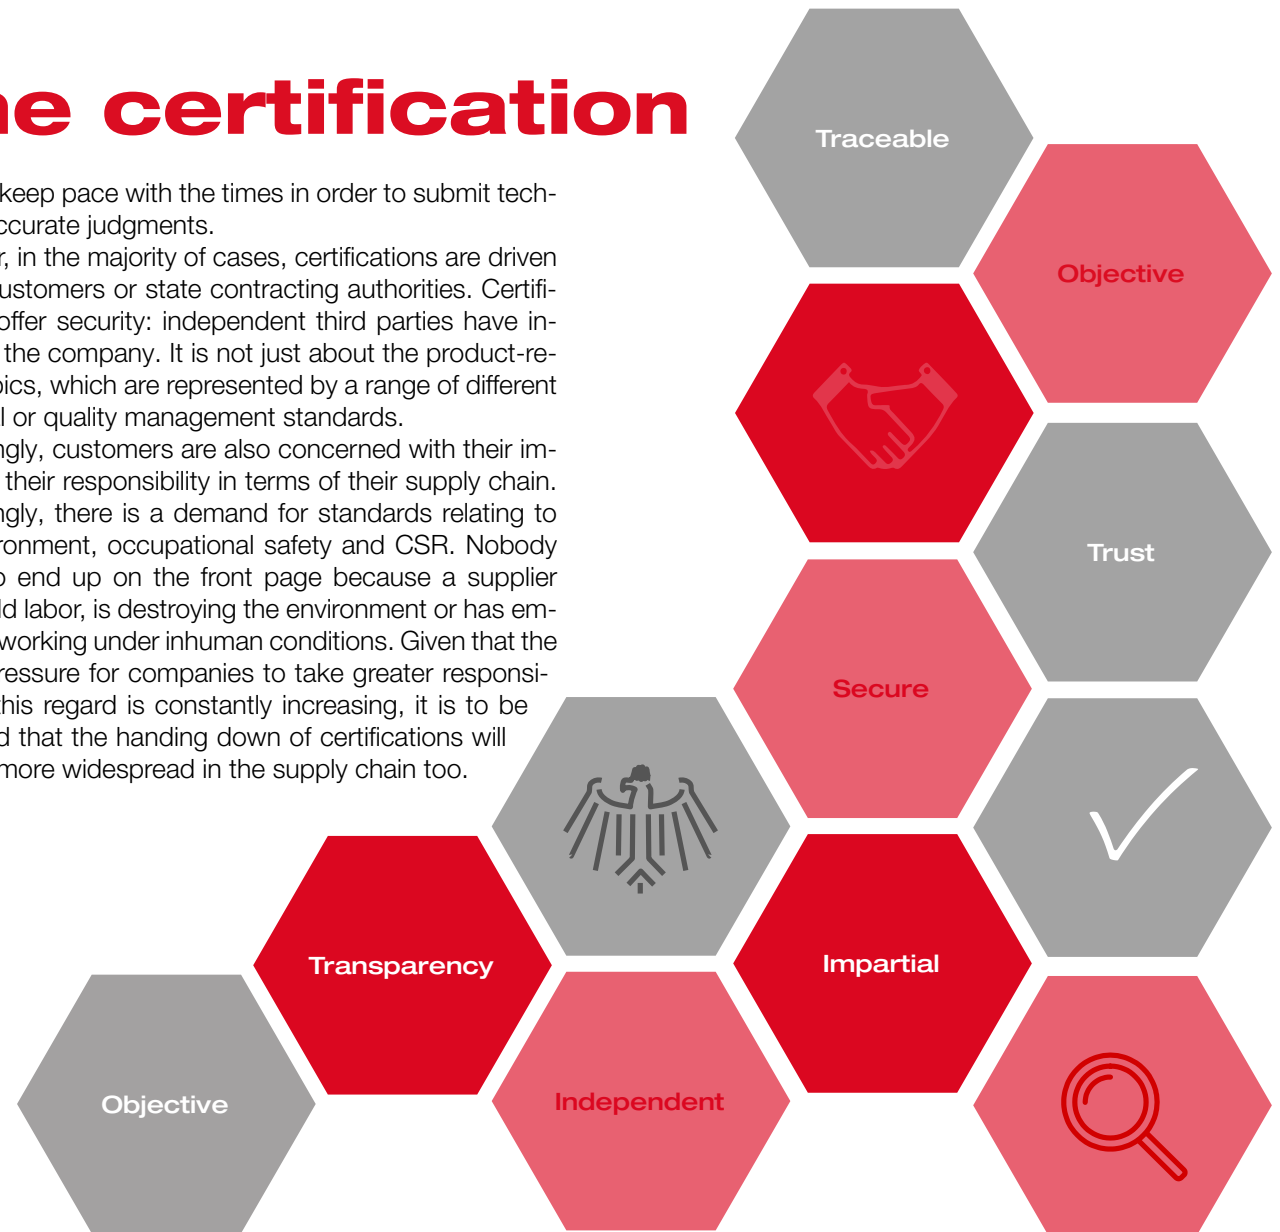 ne certification
keep pace with the times in order to submit tech-
ccurate judgments.
r, in the majority of cases, certifications are driven
ustomers or state contracting authorities. Certifi-
offer security: independent third parties have in-
the company. It is not just about the product-re-
pics, which are represented by a range of different
l or quality management standards.
ngly, customers are also concerned with their im-
their responsibility in terms of their supply chain.
ngly, there is a demand for standards relating to
ronment, occupational safety and CSR. Nobody
o end up on the front page because a supplier
ld labor, is destroying the environment or has em-
working under inhuman conditions. Given that the
ressure for companies to take greater responsi-
this regard is constantly increasing, it is to be
d that the handing down of certifications will
more widespread in the supply chain too.
Traceable
Objective
Trust
Secure
Transparency
Impartial
Objective
Independent